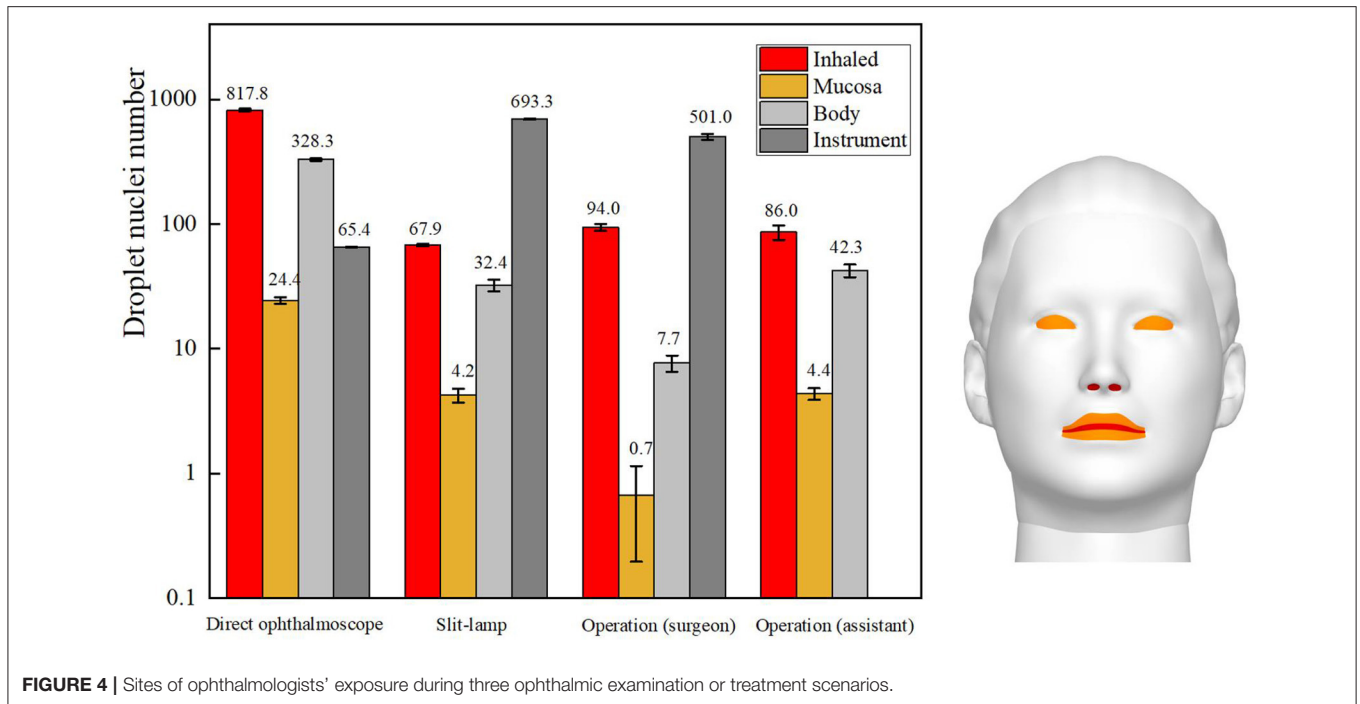 Droplet nuclei number
1000
100
10
1
0.1
Inhaled
Mucosa
Body
Instrument
817.8
24.4
328.3
65.4
67.9
4.2
32.4
693.3
94.0
0.7
7.7
501.0
86.0
4.4
42.3
Direct ophthalmoscope
Slit-lamp
Operation (surgeon)
Operation (assistant)
FIGURE 4 | Sites of ophthalmologists' exposure during three ophthalmic examination or treatment scenarios.